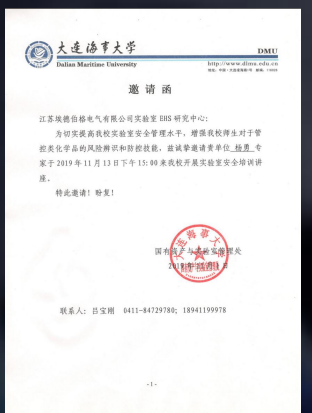 大连海事大学
Dalian Maritime University
DMU
http://www.dlmu.edu.cn
邀 请 函
江苏埃德伯格电气有限公司实验室 EHS 研究中心:
为切实提高我校实验室安全管理水平,增强我校师生对于管
控类化学品的风险辨识和防控技能,兹诚挚邀请贵单位 杨勇 专
家于 2019 年 11 月 13 日下午 15:00 来我校开展实验室安全培训讲
座。
特此邀请!盼复!
国有资产与实验室管理处
联系人:吕宝刚 0411-84729780; 18941199978
-1-